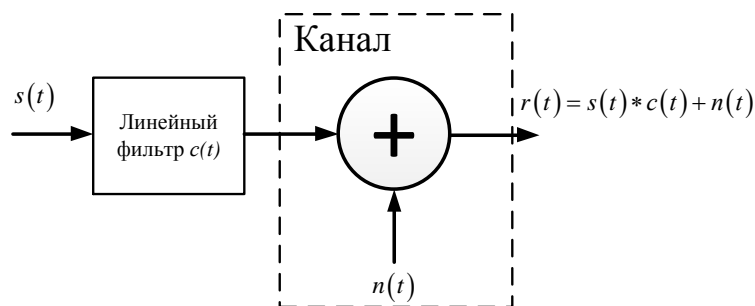 Канал
s(t)
Линейный
фильтр c(t)
+
r(t) = s(t) * c(t) + n(t)
n(t)